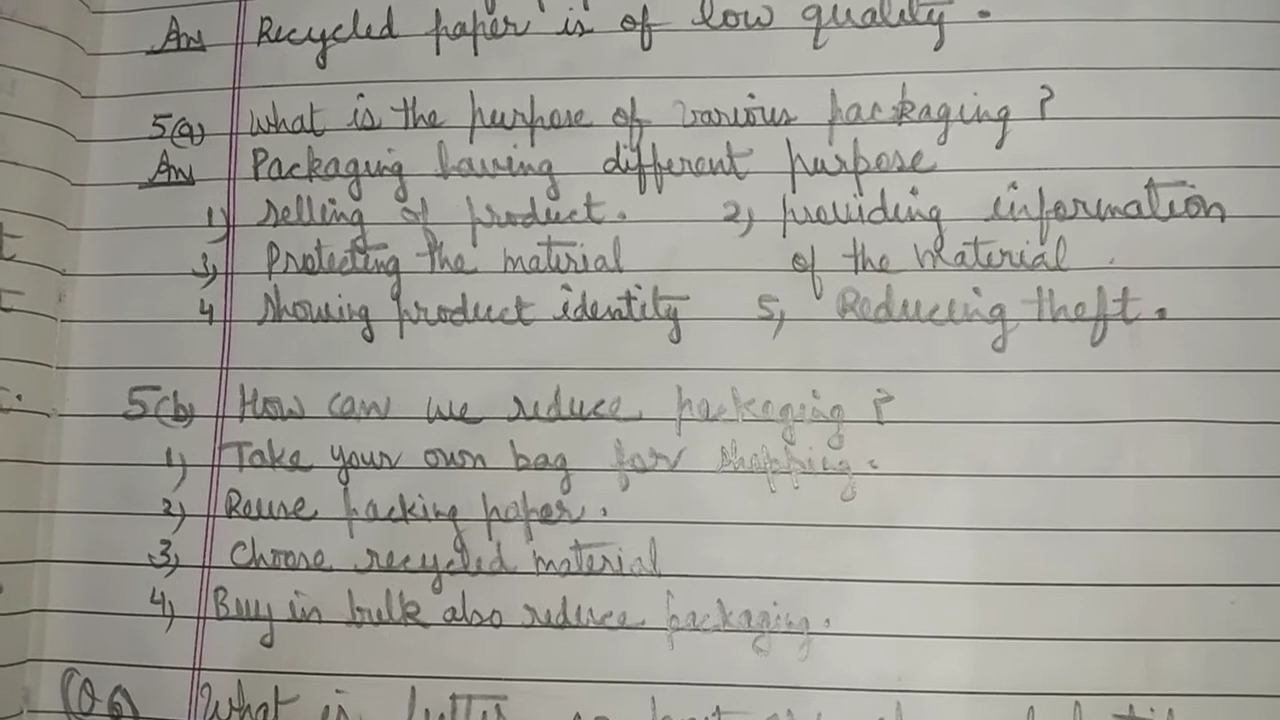 Ans Recycled paper is of low quality.
5(a) What is the purpose of various packaging?
Ans Packaging having different purpose
1) Selling of product. 2, providing information
3, Protecting the material of the material.
4 Showing product identity 5, Reducing theft.
5(b) How can we reduce packaging?
1) Take your own bag for shopping.
2) Reuse packing paper.
3, Choose recycled material
4) Buy in bulk also reduce packaging.
(Q6) What is